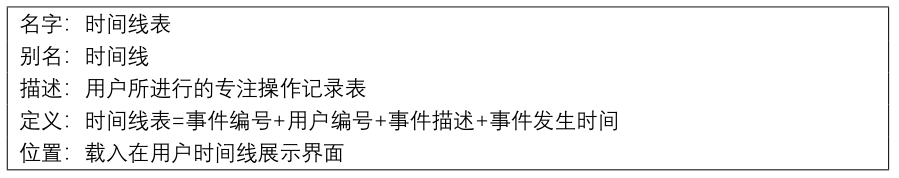 名字：时间线表
别名：时间线
描述：用户所进行的专注操作记录表
定义：时间线表=事件编号+用户编号+事件描述+事件发生时间
位置：载入在用户时间线展示界面